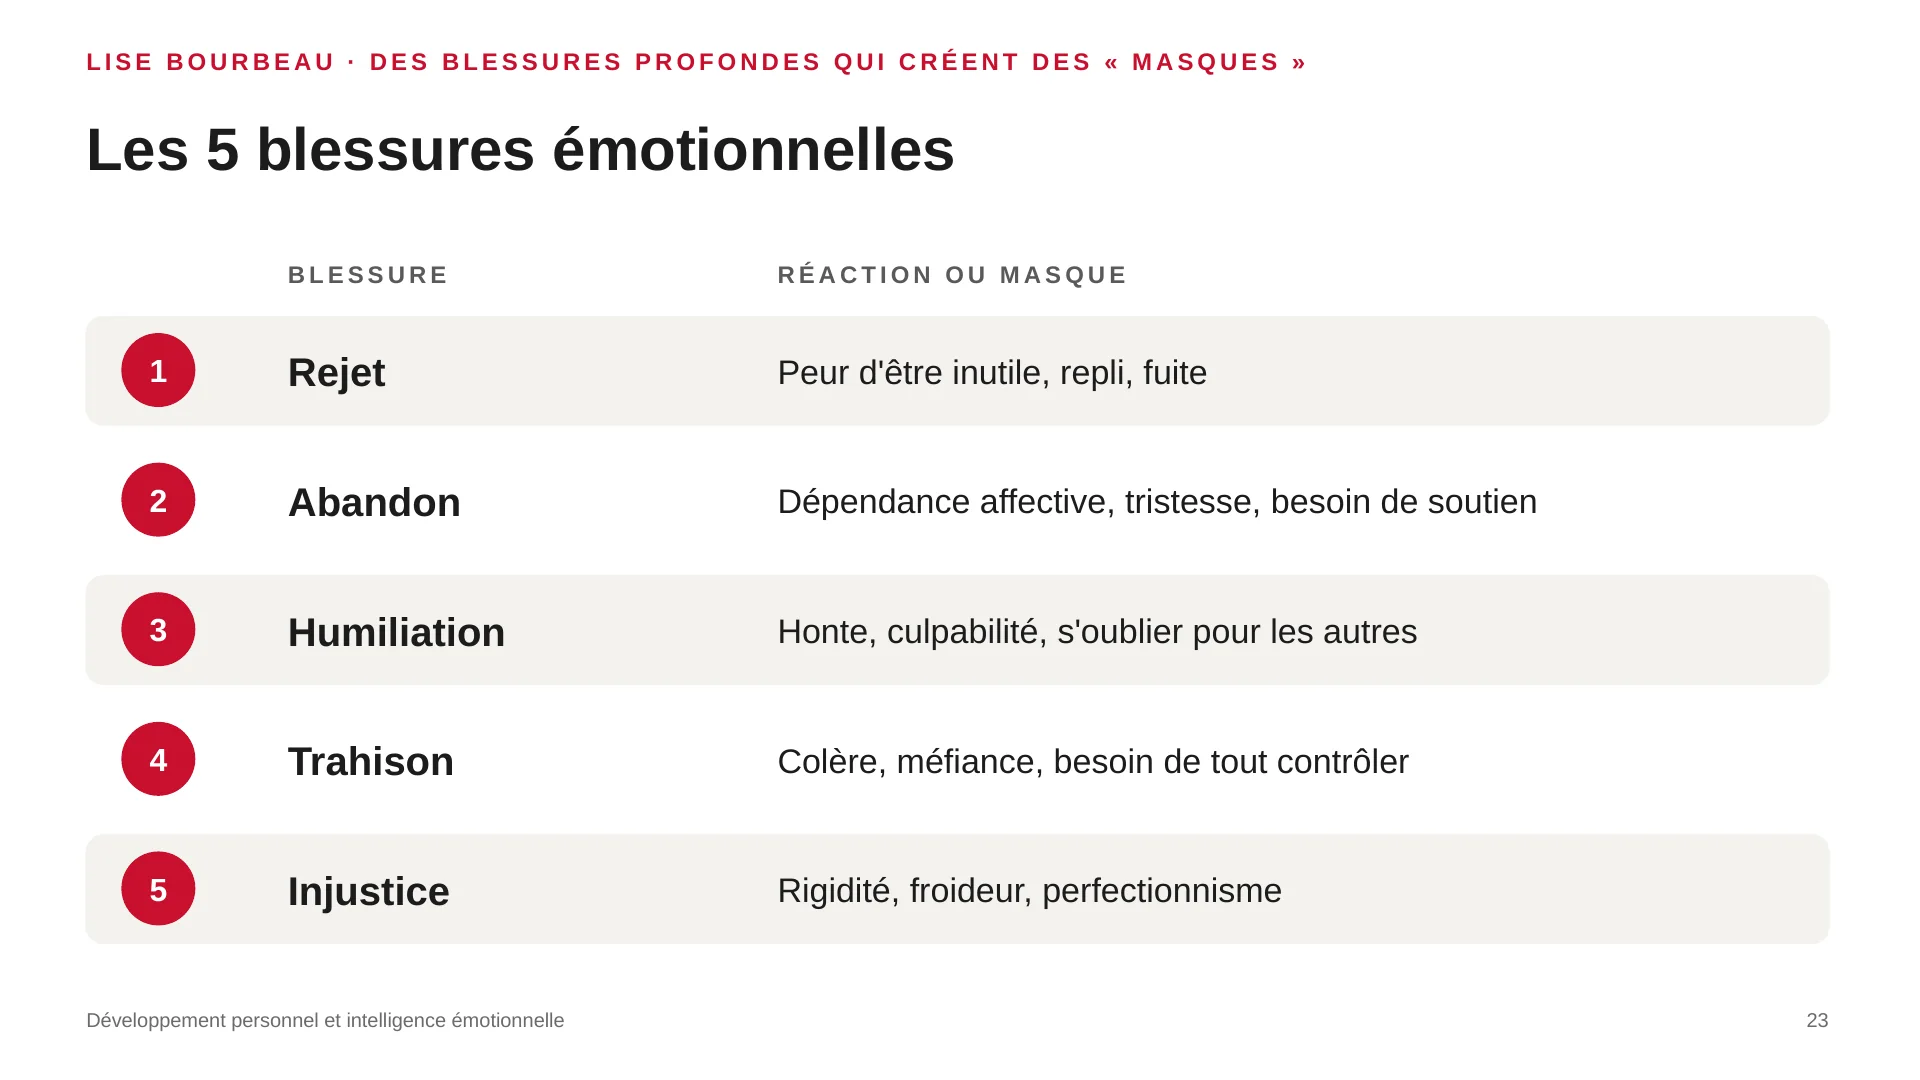 LISE BOURBEAU · DES BLESSURES PROFONDES QUI CRÉENT DES « MASQUES »
Les 5 blessures émotionnelles
BLESSURE RÉACTION OU MASQUE
1 Rejet Peur d'être inutile, repli, fuite
2 Abandon Dépendance affective, tristesse, besoin de soutien
3 Humiliation Honte, culpabilité, s'oublier pour les autres
4 Trahison Colère, méfiance, besoin de tout contrôler
5 Injustice Rigidité, froideur, perfectionnisme
Développement personnel et intelligence émotionnelle 23